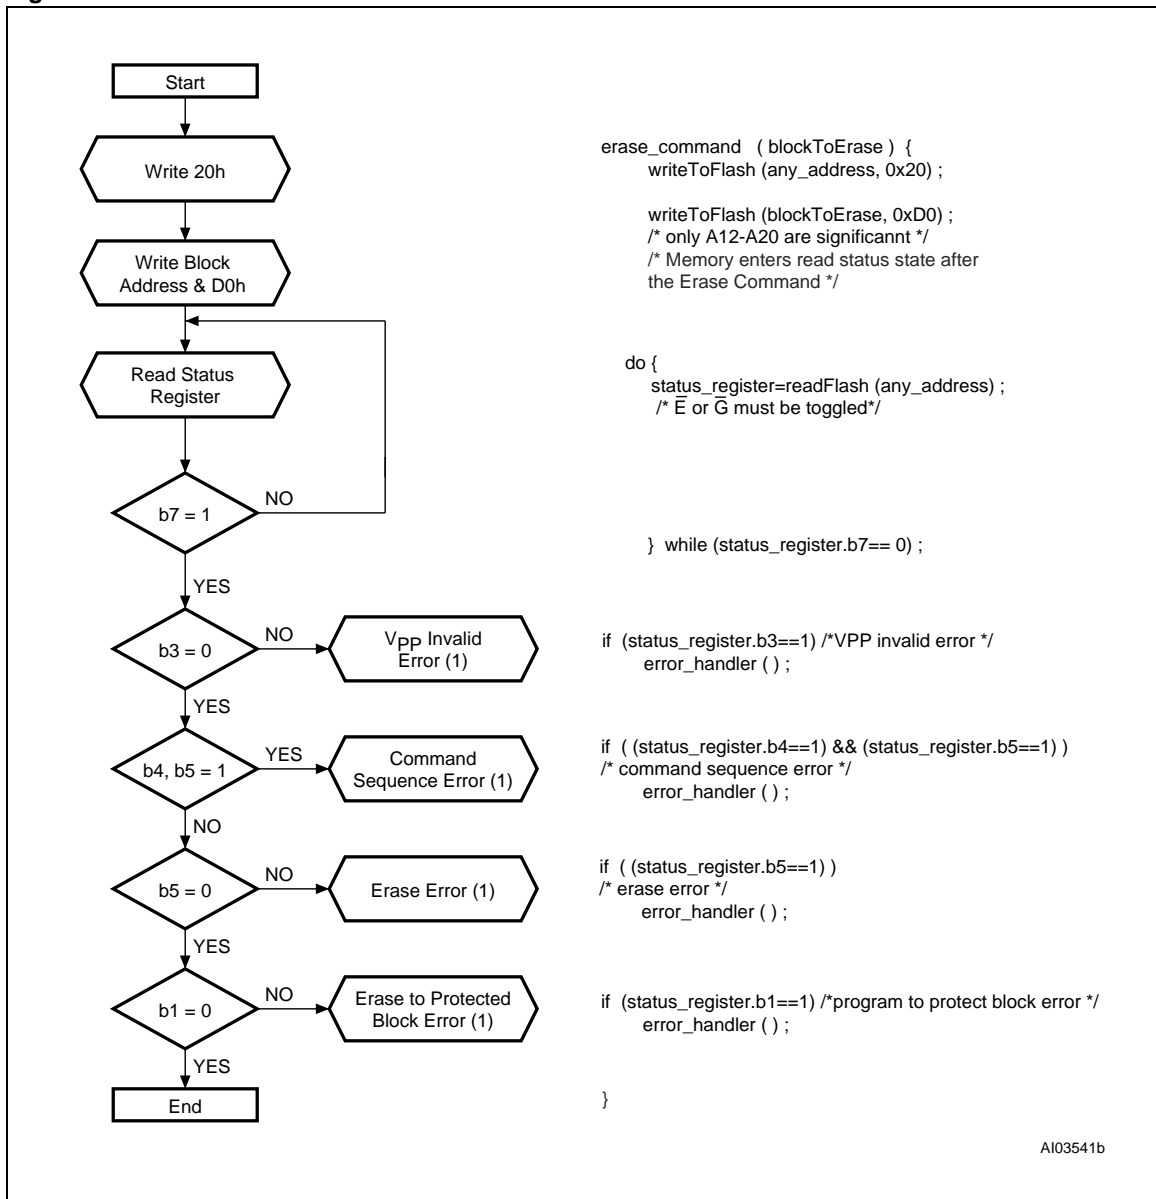 Start
Write 20h
Write Block
Address & D0h
Read Status
Register
b7 = 1
NO
YES
b3 = 0
NO
VPP Invalid
Error (1)
YES
b4, b5 = 1
YES
Command
Sequence Error (1)
NO
b5 = 0
NO
Erase Error (1)
YES
b1 = 0
NO
Erase to Protected
Block Error (1)
YES
End
erase_command ( blockToErase ) {
writeToFlash (any_address, 0x20) ;
writeToFlash (blockToErase, 0xD0) ;
/* only A12-A20 are significannt */
/* Memory enters read status state after
the Erase Command */
do {
status_register=readFlash (any_address) ;
/* E̅ or G̅ must be toggled*/
} while (status_register.b7== 0) ;
if (status_register.b3==1) /*VPP invalid error */
error_handler ( ) ;
if ( (status_register.b4==1) && (status_register.b5==1) )
/* command sequence error */
error_handler ( ) ;
if ( (status_register.b5==1) )
/* erase error */
error_handler ( ) ;
if (status_register.b1==1) /*program to protect block error */
error_handler ( ) ;
}
AI03541b